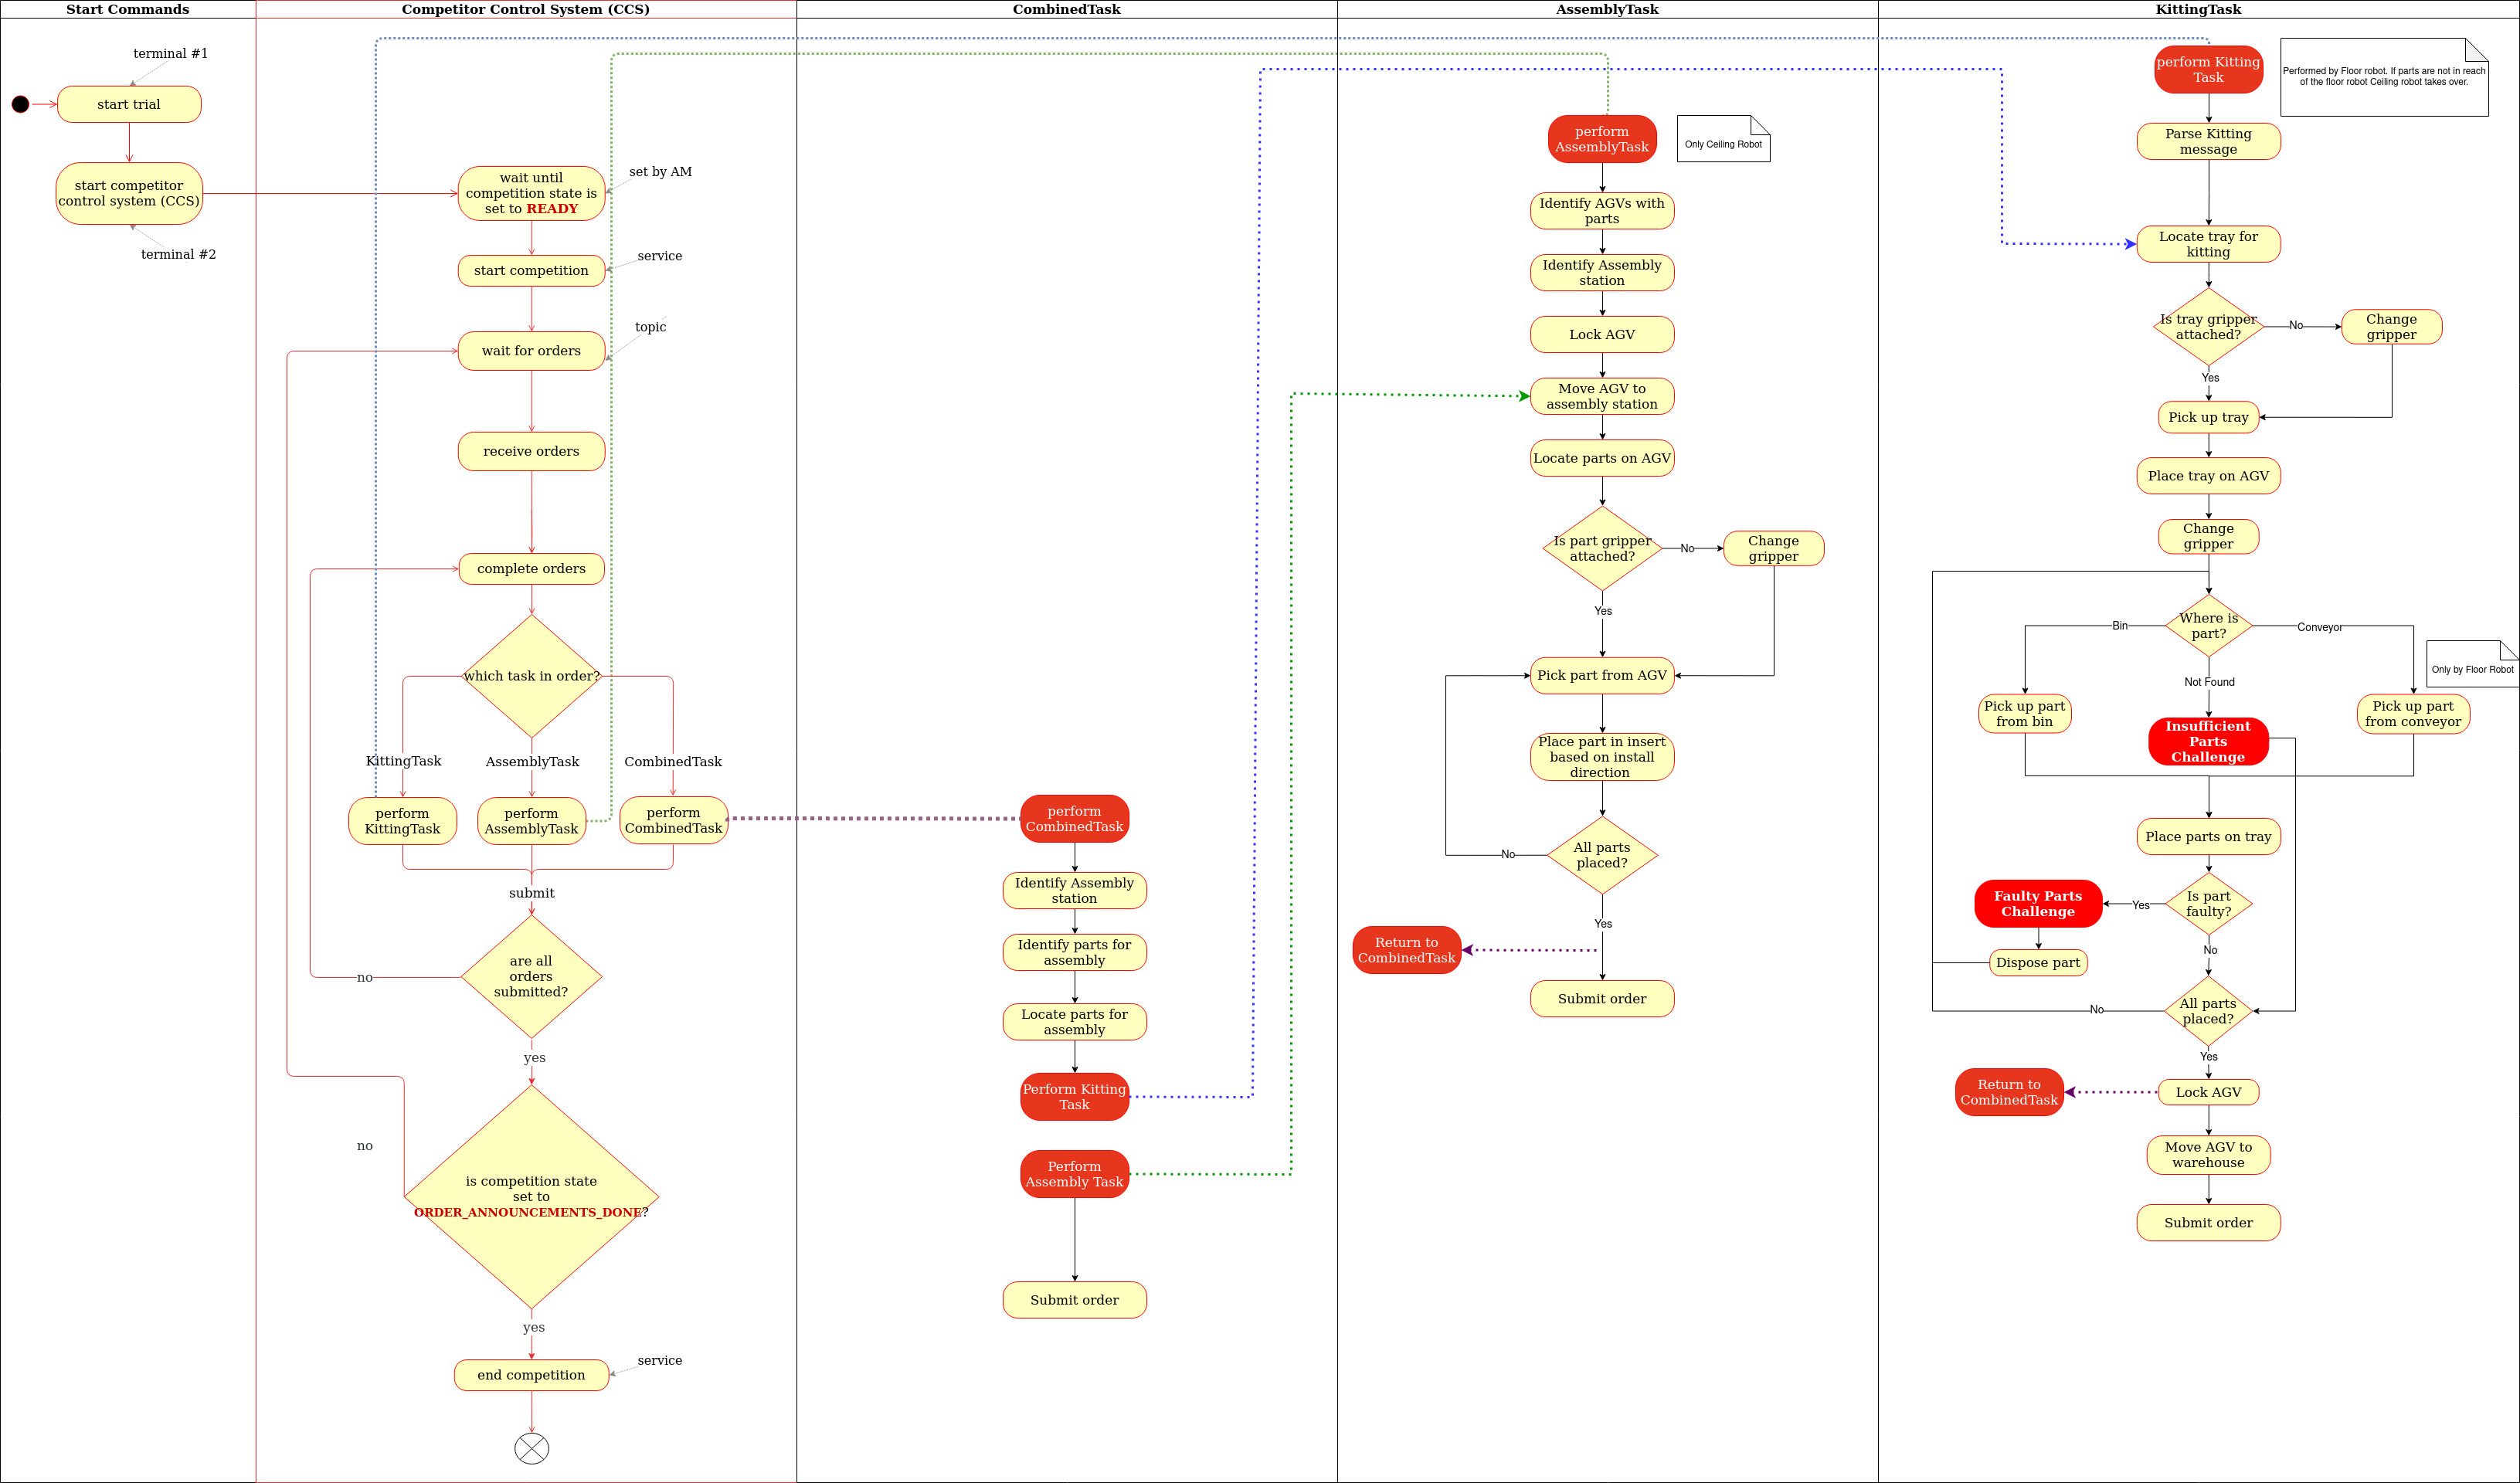 Start Commands
terminal #1
start trial
start competitor
control system (CCS)
terminal #2
Competitor Control System (CCS)
wait until
competition state is
set to READY
set by AM
start competition
service
wait for orders
topic
receive orders
complete orders
which task in order?
KittingTask
AssemblyTask
CombinedTask
perform
KittingTask
perform
AssemblyTask
perform
CombinedTask
submit
are all
orders
submitted?
no
yes
is competition state
set to
ORDER_ANNOUNCEMENTS_DONE?
no
yes
end competition
service
CombinedTask
perform
CombinedTask
Identify Assembly
station
Identify parts for
assembly
Locate parts for
assembly
Perform Kitting
Task
Perform
Assembly Task
Submit order
AssemblyTask
perform
AssemblyTask
Only Ceiling Robot
Identify AGVs with
parts
Identify Assembly
station
Lock AGV
Move AGV to
assembly station
Locate parts on AGV
Is part gripper
attached?
No
Change
gripper
Yes
Pick part from AGV
Place part in insert
based on install
direction
All parts
placed?
No
Yes
Return to
CombinedTask
Submit order
KittingTask
perform Kitting
Task
Performed by Floor robot. If parts are not in reach
of the floor robot Ceiling robot takes over.
Parse Kitting
message
Locate tray for
kitting
Is tray gripper
attached?
No
Change
gripper
Yes
Pick up tray
Place tray on AGV
Change
gripper
Where is
part?
Bin
Conveyor
Not Found
Only by Floor Robot
Pick up part
from bin
Insufficient
Parts
Challenge
Pick up part
from conveyor
Place parts on tray
Is part
faulty?
Yes
Faulty Parts
Challenge
No
Dispose part
All parts
placed?
No
Yes
Return to
CombinedTask
Lock AGV
Move AGV to
warehouse
Submit order